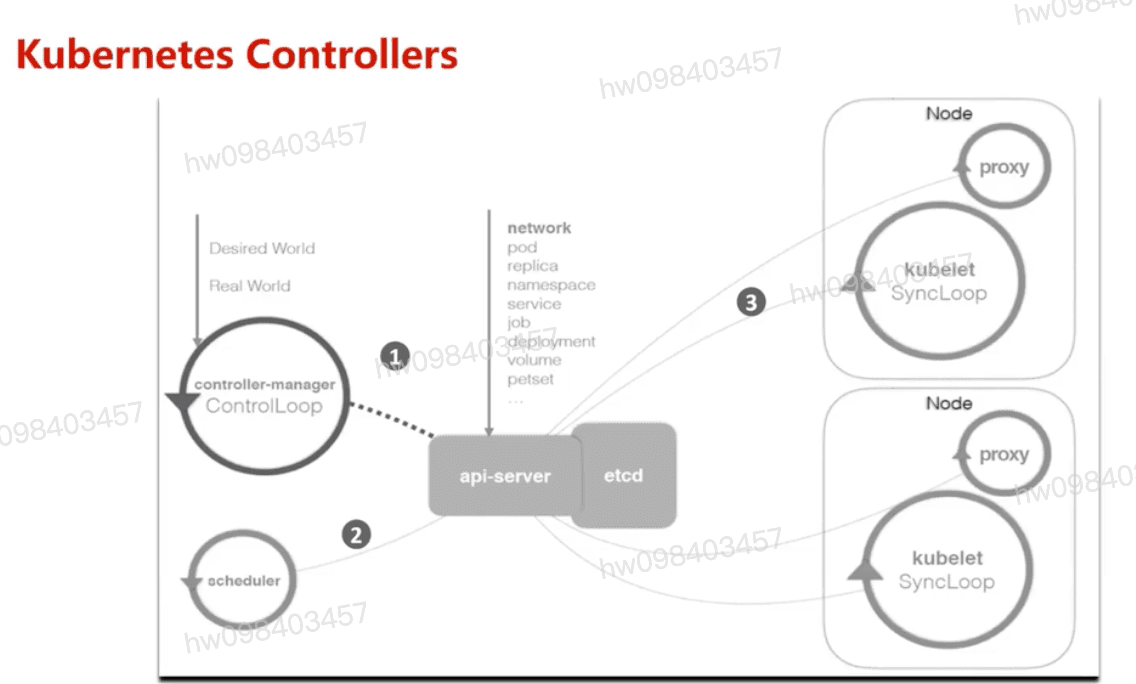 Kubernetes Controllers
hw098403457
hw098403457
hw098403457
Node
proxy
kubelet
SyncLoop
hw098403457
Desired World
Real World
network
pod
replica
namespace
service
job
deployment
volume
petset
...
1
hw098403457
3
controller-manager
ControlLoop
098403457
api-server
etcd
Node
proxy
kubelet
SyncLoop
hw09840
2
scheduler
hw098403457
hw098403457